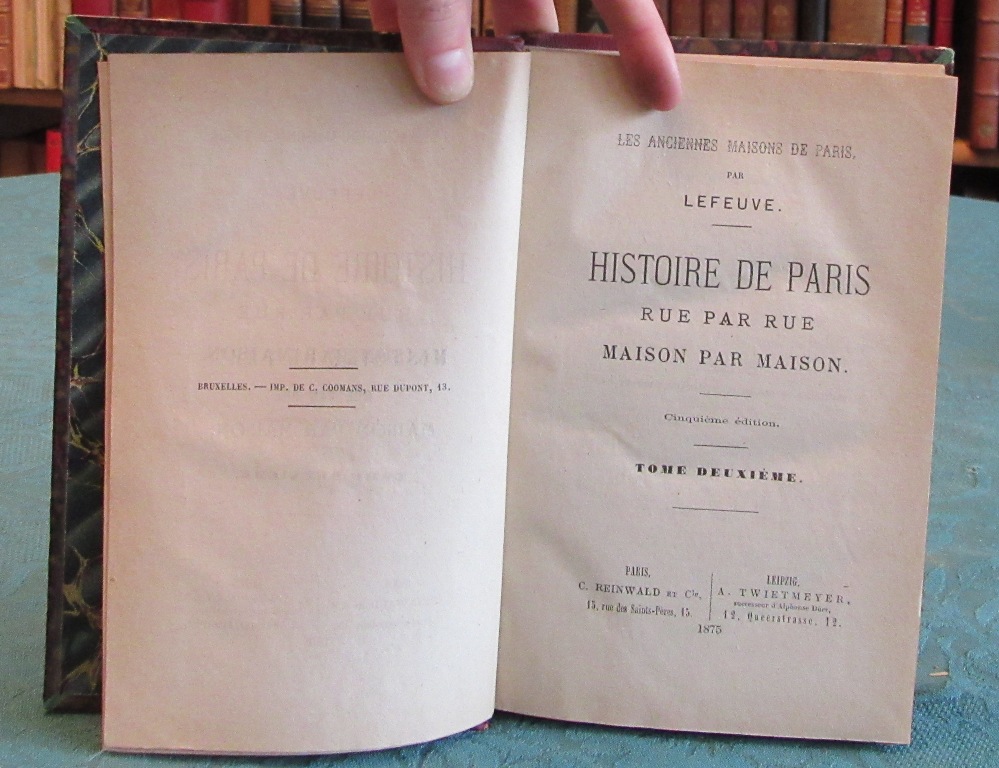 BRUXELLES. — IMP. DE C. COOMANS, RUE DUPONT, 13.
LES ANCIENNES MAISONS DE PARIS,
PAR
LEFEUVE.
HISTOIRE DE PARIS
RUE PAR RUE
MAISON PAR MAISON.
Cinquième édition.
TOME DEUXIÈME.
PARIS,
C. REINWALD ET Cie,
15, rue des Saints-Pères, 15.
LEIPZIG,
A. TWIETMEYER,
successeur d'Alphonse Dürr,
12, Queerstrasse, 12.
1875